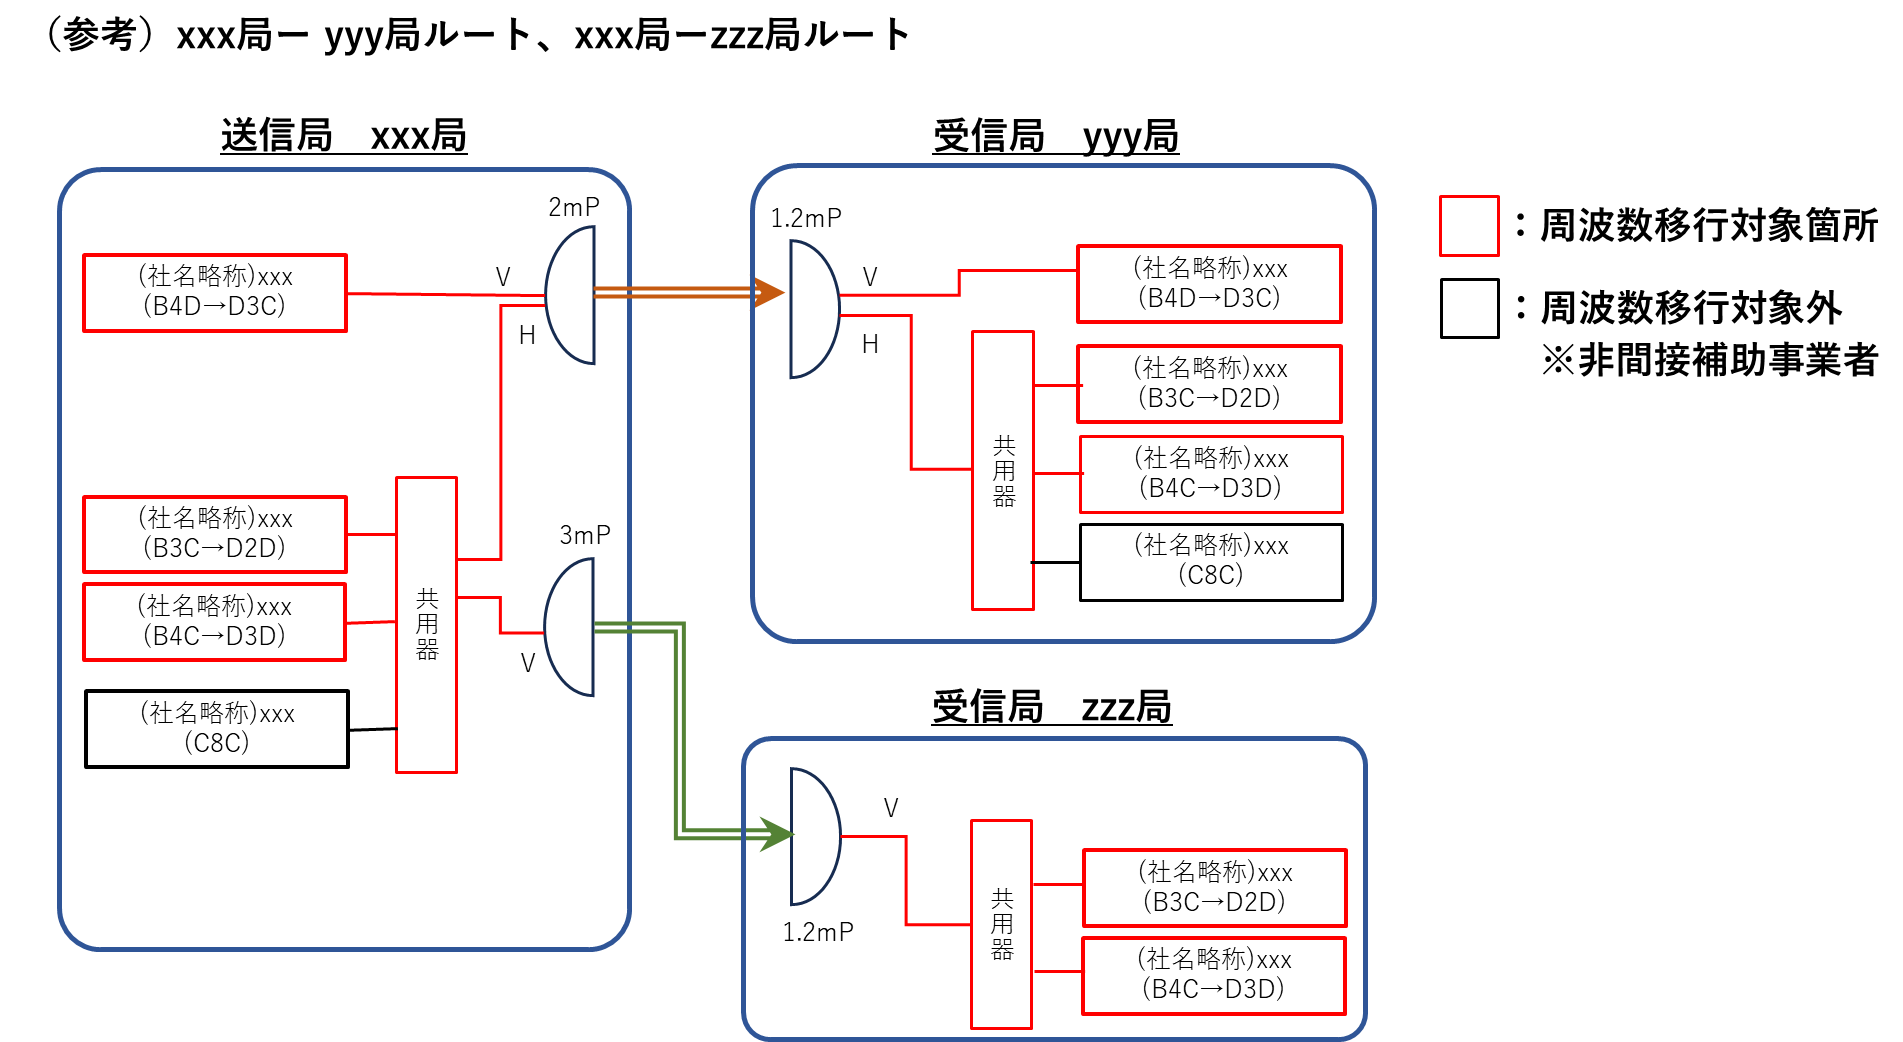 （参考）xxx局ー yyy局ルート、xxx局ーzzz局ルート
送信局　xxx局
2mP
(社名略称)xxx
(B4D→D3C)
V
H
(社名略称)xxx
(B3C→D2D)
(社名略称)xxx
(B4C→D3D)
(社名略称)xxx
(C8C)
共用器
3mP
V
受信局　yyy局
1.2mP
V
H
(社名略称)xxx
(B4D→D3C)
共用器
(社名略称)xxx
(B3C→D2D)
(社名略称)xxx
(B4C→D3D)
(社名略称)xxx
(C8C)
受信局　zzz局
1.2mP
V
共用器
(社名略称)xxx
(B3C→D2D)
(社名略称)xxx
(B4C→D3D)
：周波数移行対象箇所
：周波数移行対象外
※非間接補助事業者